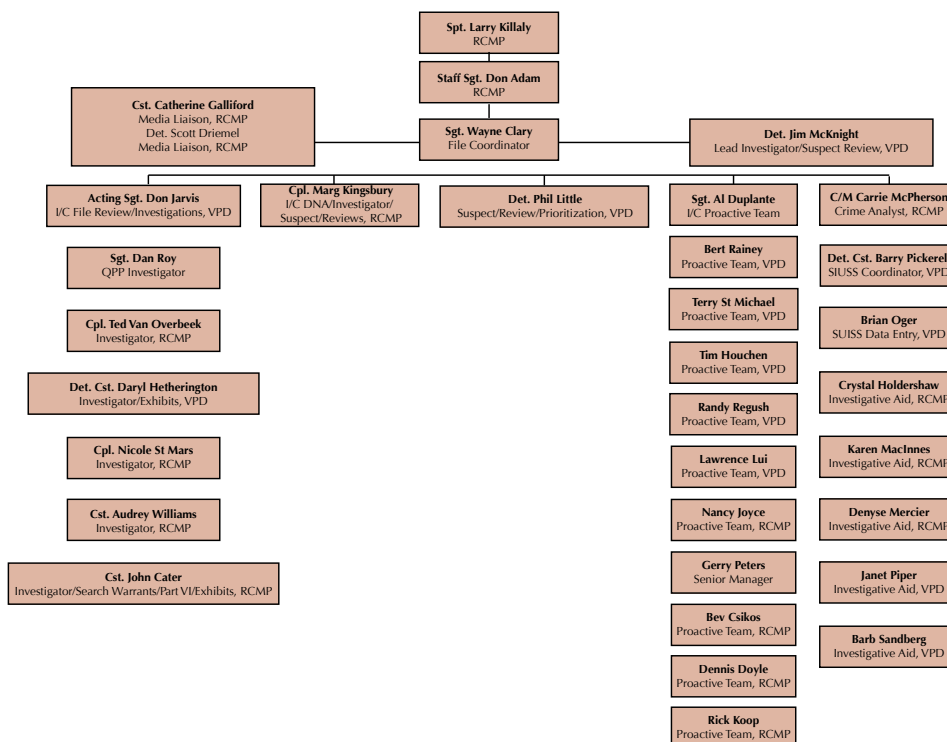 Spt. Larry Killaly
RCMP
Staff Sgt. Don Adam
RCMP
Cst. Catherine Galliford
Media Liaison, RCMP
Det. Scott Driemel
Media Liaison, RCMP
Sgt. Wayne Clary
File Coordinator
Det. Jim McKnight
Lead Investigator/Suspect Review, VPD
Acting Sgt. Don Jarvis
I/C File Review/Investigations, VPD
Sgt. Dan Roy
QPP Investigator
Cpl. Ted Van Overbeek
Investigator, RCMP
Det. Cst. Daryl Hetherington
Investigator/Exhibits, VPD
Cpl. Nicole St Mars
Investigator, RCMP
Cst. Audrey Williams
Investigator, RCMP
Cst. John Cater
Investigator/Search Warrants/Part VI/Exhibits, RCMP
Cpl. Marg Kingsbury
I/C DNA/Investigator/
Suspect/Reviews, RCMP
Det. Phil Little
Suspect/Review/Prioritization, VPD
Sgt. Al Duplante
I/C Proactive Team
Bert Rainey
Proactive Team, VPD
Terry St Michael
Proactive Team, VPD
Tim Houchen
Proactive Team, VPD
Randy Regush
Proactive Team, VPD
Lawrence Lui
Proactive Team, VPD
Nancy Joyce
Proactive Team, RCMP
Gerry Peters
Senior Manager
Bev Csikos
Proactive Team, RCMP
Dennis Doyle
Proactive Team, RCMP
Rick Koop
Proactive Team, RCMP
C/M Carrie McPherson
Crime Analyst, RCMP
Det. Cst. Barry Pickerel
SIUSS Coordinator, VPD
Brian Oger
SUISS Data Entry, VPD
Crystal Holdershaw
Investigative Aid, RCMP
Karen MacInnes
Investigative Aid, RCMP
Denyse Mercier
Investigative Aid, RCMP
Janet Piper
Investigative Aid, VPD
Barb Sandberg
Investigative Aid, VPD